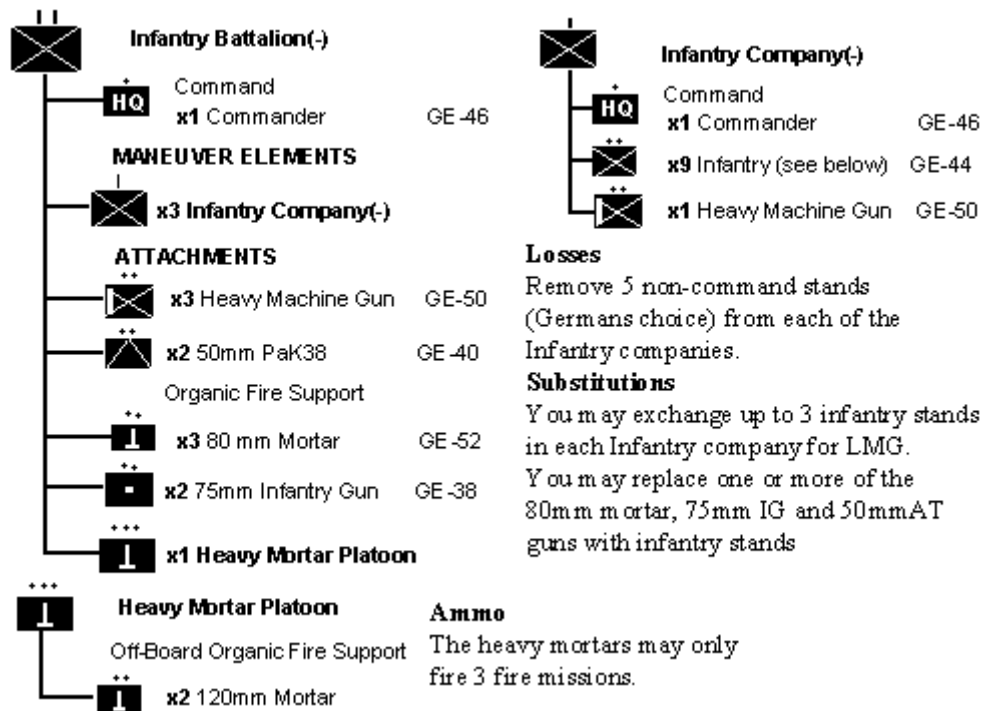 Infantry Battalion(-)
HQ
Command
x1 Commander GE-46
MANEUVER ELEMENTS
x3 Infantry Company(-)
ATTACHMENTS
x3 Heavy Machine Gun GE-50
x2 50mm PaK38 GE-40
Organic Fire Support
x3 80 mm Mortar GE-52
x2 75mm Infantry Gun GE-38
x1 Heavy Mortar Platoon
Heavy Mortar Platoon
Off-Board Organic Fire Support
x2 120mm Mortar
Infantry Company(-)
HQ
Command
x1 Commander GE-46
x9 Infantry (see below) GE-44
x1 Heavy Machine Gun GE-50
Losses
Remove 5 non-command stands
(Germans choice) from each of the
Infantry companies.
Substitutions
You may exchange up to 3 infantry stands
in each Infantry company for LMG.
You may replace one or more of the
80mm mortar, 75mm IG and 50mmAT
guns with infantry stands
Ammo
The heavy mortars may only
fire 3 fire missions.